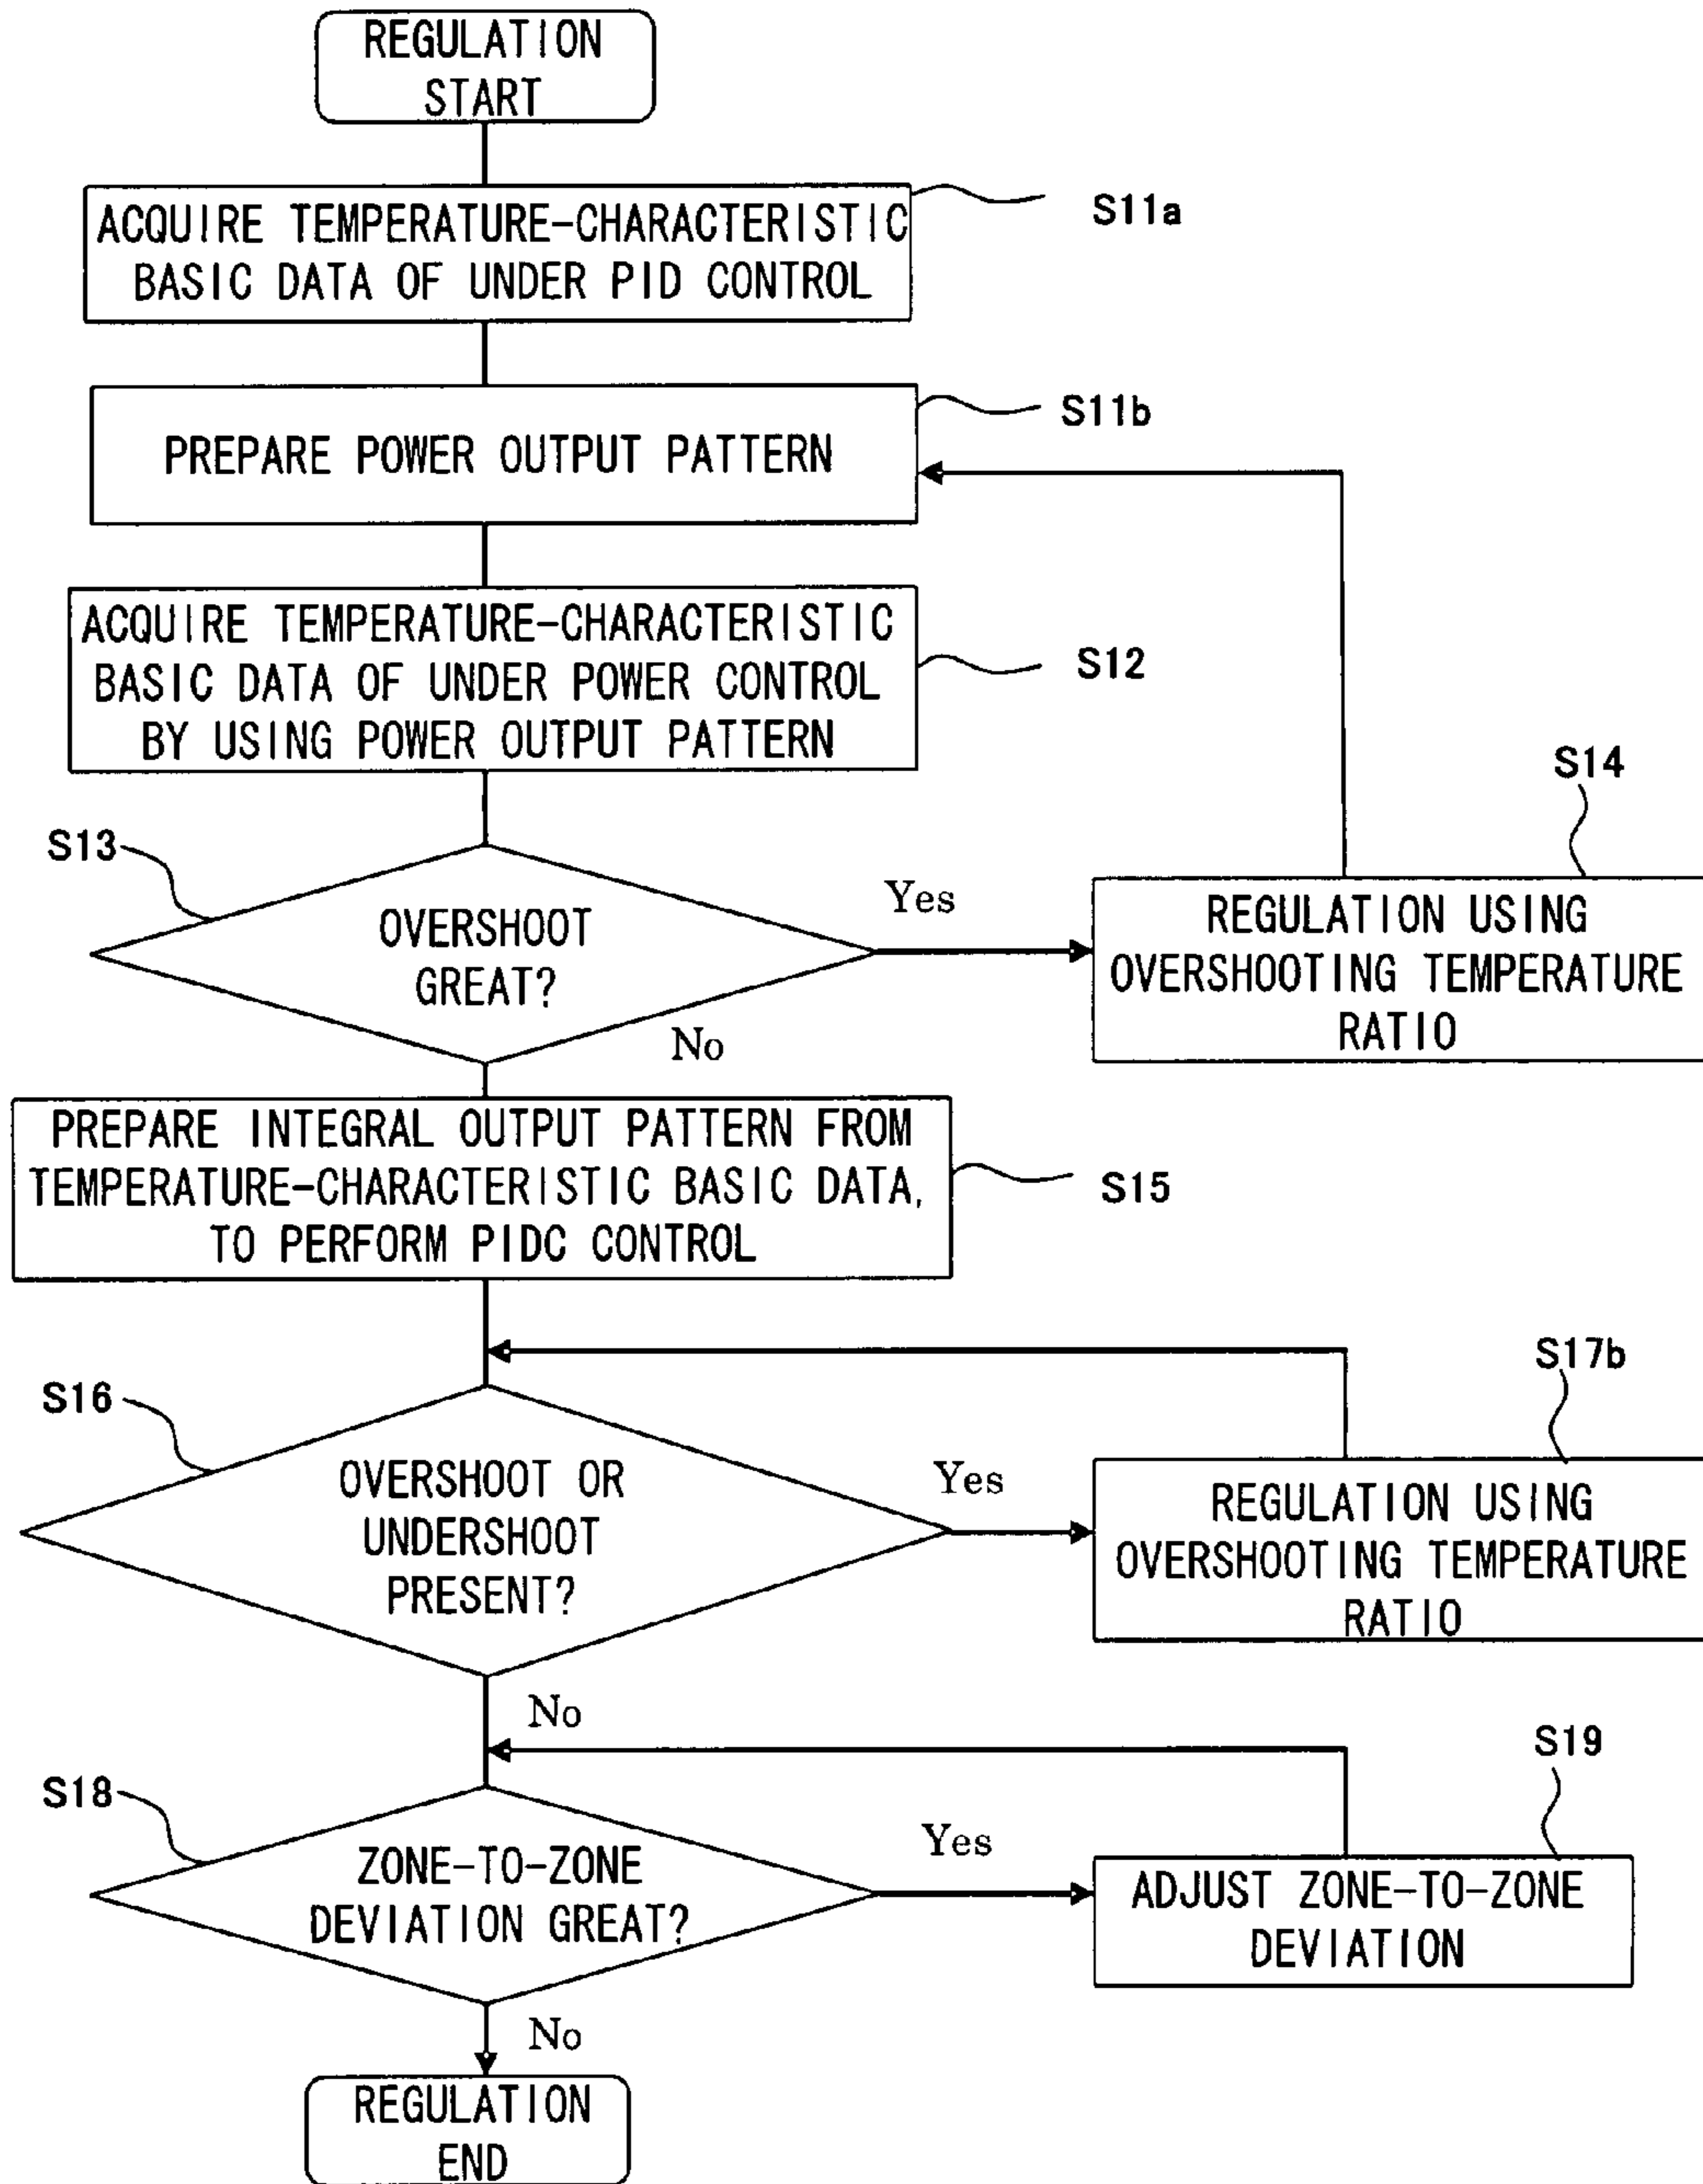 REGULATION
START
ACQUIRE TEMPERATURE-CHARACTERISTIC
BASIC DATA OF UNDER PID CONTROL
S11a
PREPARE POWER OUTPUT PATTERN
S11b
ACQUIRE TEMPERATURE-CHARACTERISTIC
BASIC DATA OF UNDER POWER CONTROL
BY USING POWER OUTPUT PATTERN
S12
S13
OVERSHOOT
GREAT?
Yes
No
S14
REGULATION USING
OVERSHOOTING TEMPERATURE
RATIO
PREPARE INTEGRAL OUTPUT PATTERN FROM
TEMPERATURE-CHARACTERISTIC BASIC DATA,
TO PERFORM PIDC CONTROL
S15
S16
OVERSHOOT OR
UNDERSHOOT
PRESENT?
Yes
No
S17b
REGULATION USING
OVERSHOOTING TEMPERATURE
RATIO
S18
ZONE-TO-ZONE
DEVIATION GREAT?
Yes
No
S19
ADJUST ZONE-TO-ZONE
DEVIATION
REGULATION
END